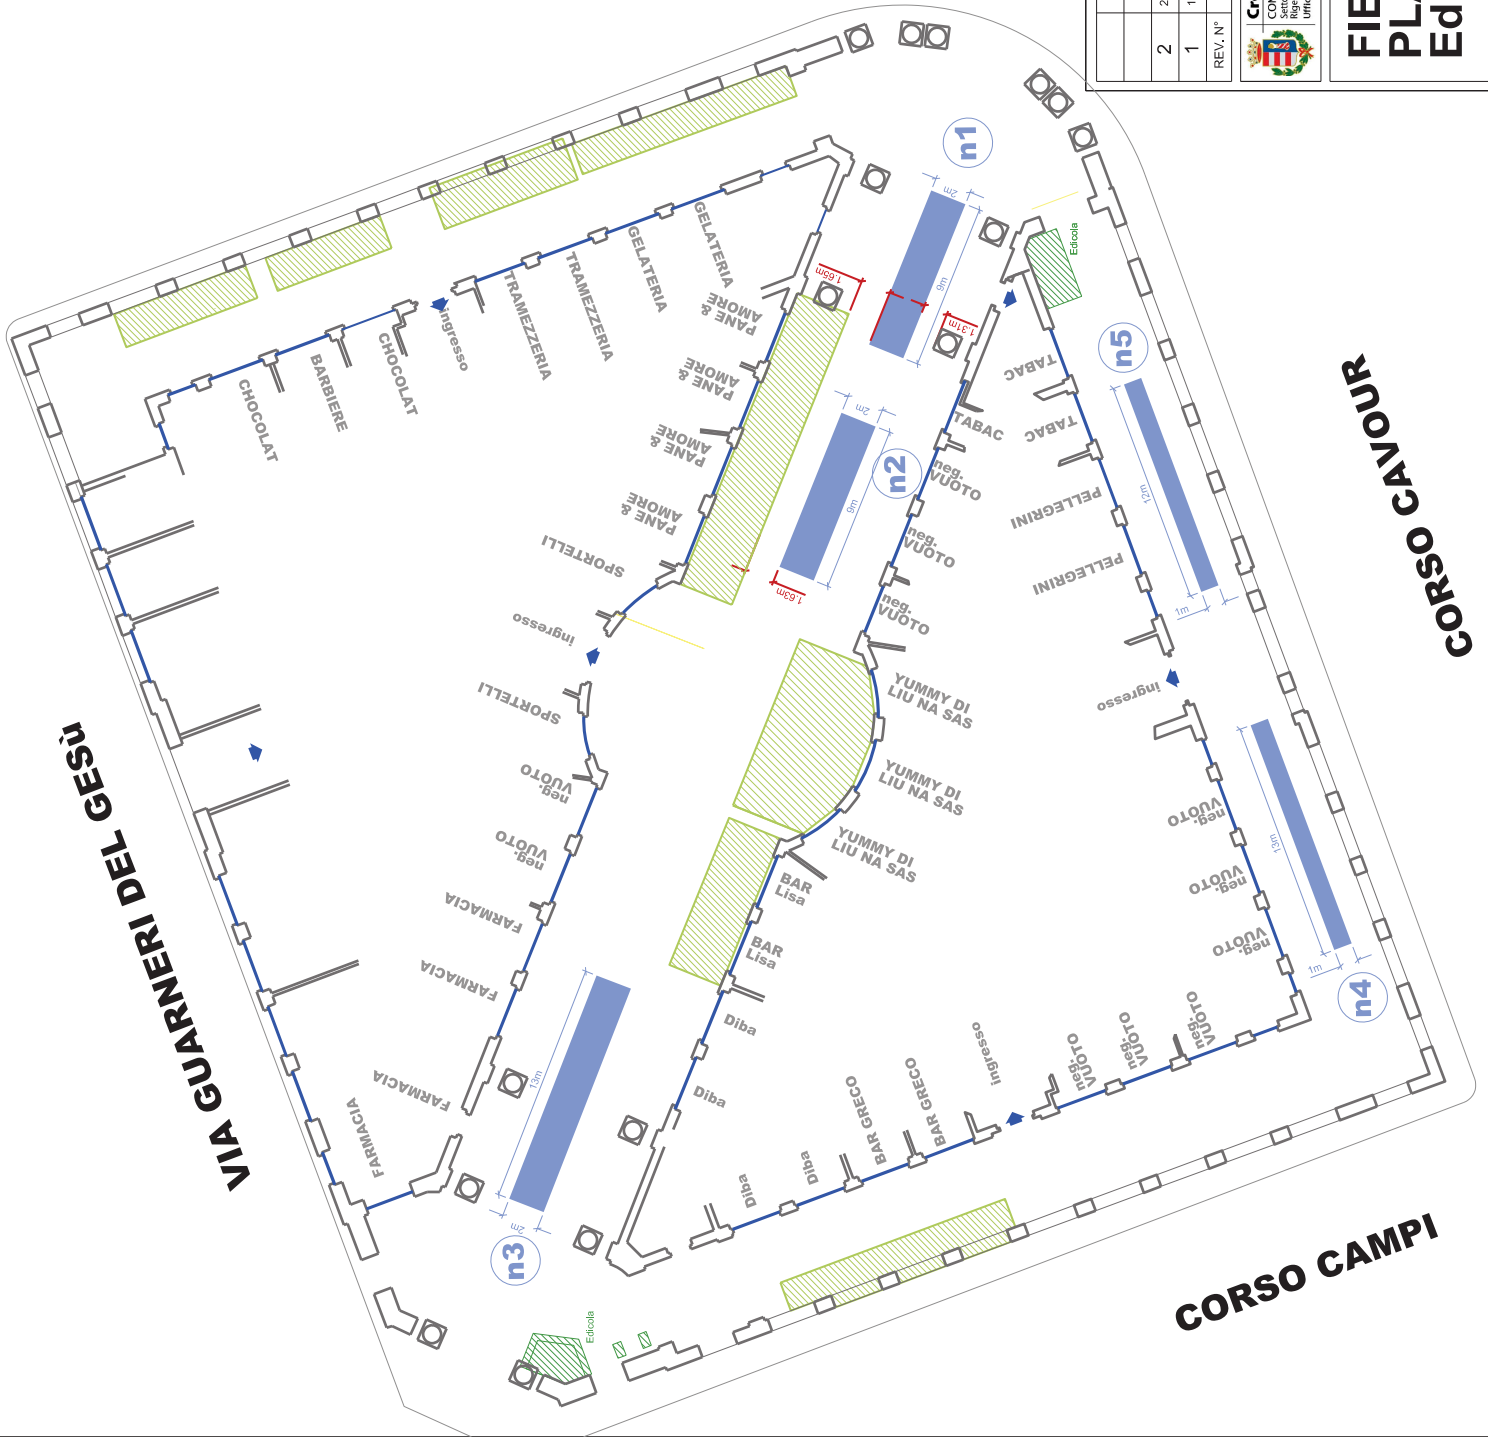 2
1
REV. N°
FIE
PL
Ed
n1
2m
9m
1.65m
1.31m
Edicola
GELATERIA
GELATERIA
TRAMEZZERIA
TRAMEZZERIA
ingresso
CHOCOLAT
BARBIERE
CHOCOLAT
PANE &
AMORE
PANE &
AMORE
PANE &
AMORE
PANE &
AMORE
SPORTELLI
ingresso
SPORTELLI
neg.
VUOTO
neg.
VUOTO
FARMACIA
FARMACIA
FARMACIA
FARMACIA
n2
2m
9m
1.63m
TABAC
neg.
VUOTO
neg.
VUOTO
neg.
VUOTO
YUMMY DI
LIU NA SAS
YUMMY DI
LIU NA SAS
YUMMY DI
LIU NA SAS
BAR
Lisa
BAR
Lisa
Diba
Diba
TABAC
TABAC
PELLEGRINI
PELLEGRINI
ingresso
neg.
VUOTO
neg.
VUOTO
neg.
VUOTO
n5
12m
1m
13m
1m
n4
neg.
VUOTO
neg.
VUOTO
neg.
VUOTO
ingresso
BAR GRECO
BAR GRECO
Diba
Diba
13m
2m
n3
Edicola
VIA GUARNERI DEL GESù
CORSO CAVOUR
CORSO CAMPI